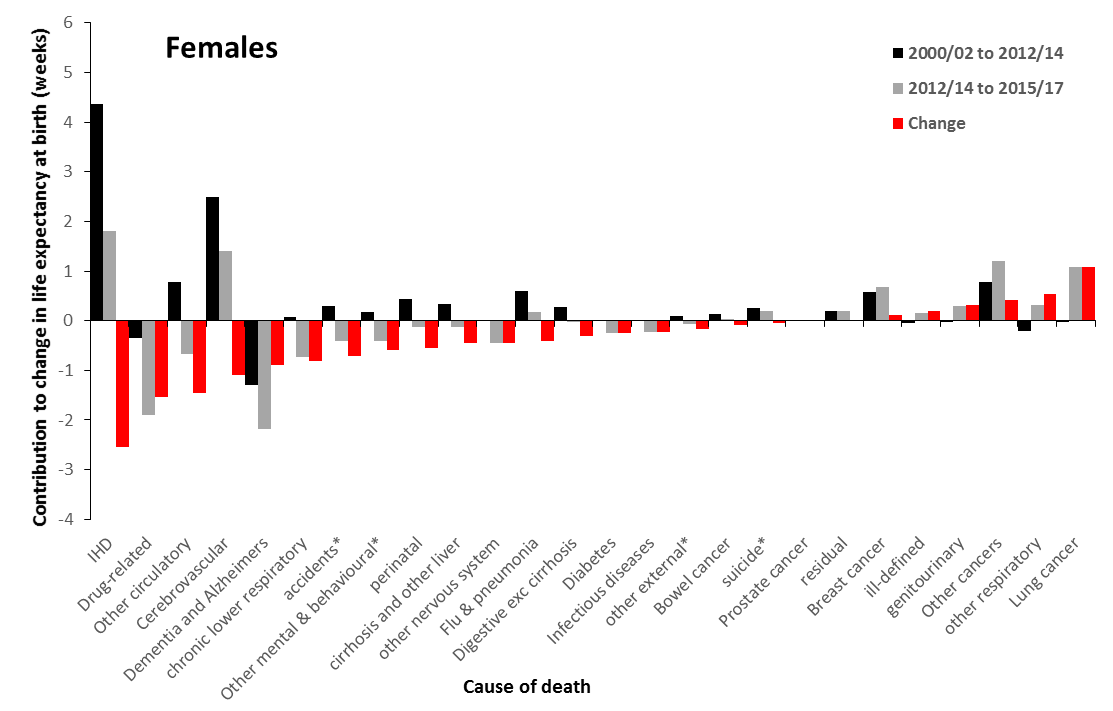 Females
2000/02 to 2012/14
2012/14 to 2015/17
Change
Contribution to change in life expectancy at birth (weeks)
6
5
4
3
2
1
0
-1
-2
-3
-4
IHD
Drug-related
Other circulatory
Cerebrovascular
Dementia and Alzheimers
chronic lower respiratory
accidents*
Other mental & behavioural*
perinatal
cirrhosis and other liver
other nervous system
Flu & pneumonia
Digestive exc cirrhosis
Diabetes
Infectious diseases
other external*
Bowel cancer
suicide*
Prostate cancer
residual
Breast cancer
ill-defined
genitourinary
Other cancers
other respiratory
Lung cancer
Cause of death